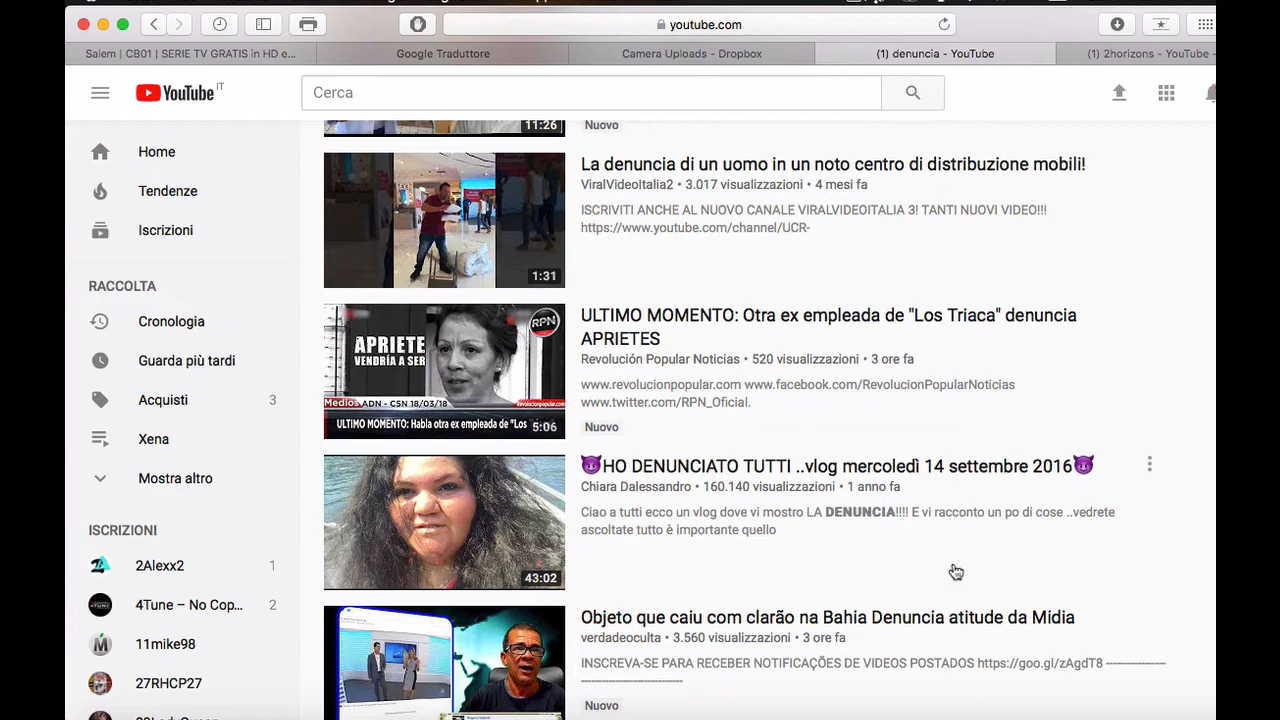 youtube.com
Salem | CB01 | SERIE TV GRATIS in HD e...
Google Traduttore
Camera Uploads - Dropbox
(1) denuncia - YouTube
(1) 2horizons - YouTube -
YouTube IT
Cerca
11:26
Nuovo
Home
Tendenze
Iscrizioni
RACCOLTA
Cronologia
Guarda più tardi
Acquisti 3
Xena
Mostra altro
ISCRIZIONI
2Alexx2 1
4Tune – No Cop... 2
11mike98
27RHCP27
La denuncia di un uomo in un noto centro di distribuzione mobili!
ViralVideoItalia2 • 3.017 visualizzazioni • 4 mesi fa
ISCRIVITI ANCHE AL NUOVO CANALE VIRALVIDEOITALIA 3! TANTI NUOVI VIDEO!!!
https://www.youtube.com/channel/UCR-
1:31
RPN
APRIETE
VENDRÍA A SER
Medios ADN - CSN 18/03/18
revolucionpopular.com
ULTIMO MOMENTO: Habla otra ex empleada de "Los
5:06
ULTIMO MOMENTO: Otra ex empleada de "Los Triaca" denuncia
APRIETES
Revolución Popular Noticias • 520 visualizzazioni • 3 ore fa
www.revolucionpopular.com www.facebook.com/RevolucionPopularNoticias
www.twitter.com/RPN_Oficial.
Nuovo
43:02
😈HO DENUNCIATO TUTTI ..vlog mercoledì 14 settembre 2016😈
Chiara Dalessandro • 160.140 visualizzazioni • 1 anno fa
Ciao a tutti ecco un vlog dove vi mostro LA DENUNCIA!!!! E vi racconto un po di cose ..vedrete
ascoltate tutto è importante quello
Objeto que caiu com clarão na Bahia Denuncia atitude da Midia
verdadeoculta • 3.560 visualizzazioni • 3 ore fa
INSCREVA-SE PARA RECEBER NOTIFICAÇÕES DE VIDEOS POSTADOS https://goo.gl/zAgdT8 ------------------
-------------------------------
Nuovo